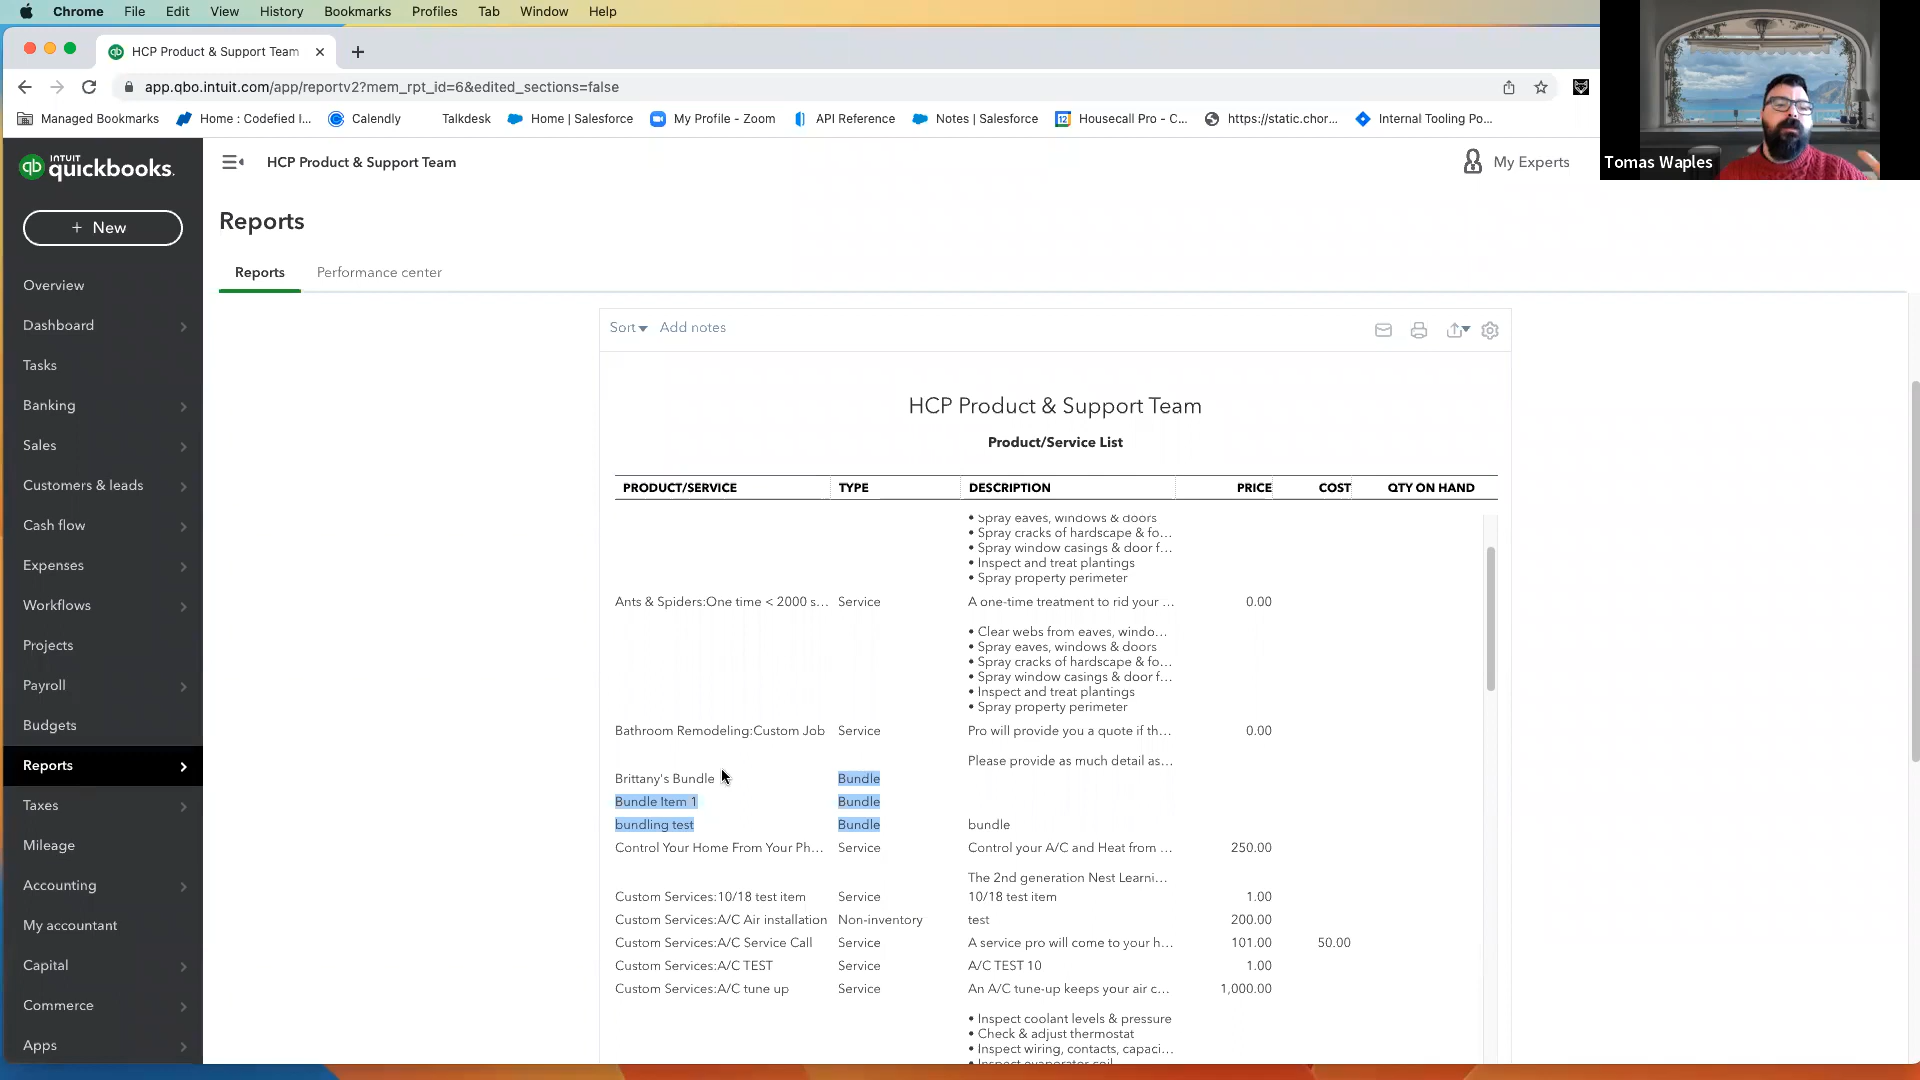 Chrome File Edit View History Bookmarks Profiles Tab Window Help
HCP Product & Support Team
app.qbo.intuit.com/app/reportv2?mem_rpt_id=6&edited_sections=false
Managed Bookmarks Home : Codefied I... Calendly Talkdesk Home | Salesforce My Profile - Zoom API Reference Notes | Salesforce 12 Housecall Pro - C... https://static.chor... Internal Tooling Po...
Tomas Waples
qb INTUIT quickbooks.
HCP Product & Support Team
My Experts
+ New
Overview
Dashboard
Tasks
Banking
Sales
Customers & leads
Cash flow
Expenses
Workflows
Projects
Payroll
Budgets
Reports
Taxes
Mileage
Accounting
My accountant
Capital
Commerce
Apps
Reports
Reports Performance center
Sort Add notes
HCP Product & Support Team
Product/Service List
PRODUCT/SERVICE TYPE DESCRIPTION PRICE COST QTY ON HAND
• Spray eaves, windows & doors
• Spray cracks of hardscape & fo...
• Spray window casings & door f...
• Inspect and treat plantings
• Spray property perimeter
Ants & Spiders:One time < 2000 s... Service A one-time treatment to rid your ... 0.00
• Clear webs from eaves, windo...
• Spray eaves, windows & doors
• Spray cracks of hardscape & fo...
• Spray window casings & door f...
• Inspect and treat plantings
• Spray property perimeter
Bathroom Remodeling:Custom Job Service Pro will provide you a quote if th... 0.00
Please provide as much detail as...
Brittany's Bundle Bundle
Bundle Item 1 Bundle
bundling test Bundle bundle
Control Your Home From Your Ph... Service Control your A/C and Heat from ... 250.00
The 2nd generation Nest Learni...
Custom Services:10/18 test item Service 10/18 test item 1.00
Custom Services:A/C Air installation Non-inventory test 200.00
Custom Services:A/C Service Call Service A service pro will come to your h... 101.00 50.00
Custom Services:A/C TEST Service A/C TEST 10 1.00
Custom Services:A/C tune up Service An A/C tune-up keeps your air c... 1,000.00
• Inspect coolant levels & pressure
• Check & adjust thermostat
• Inspect wiring, contacts, capaci...
• Inspect evaporator coil